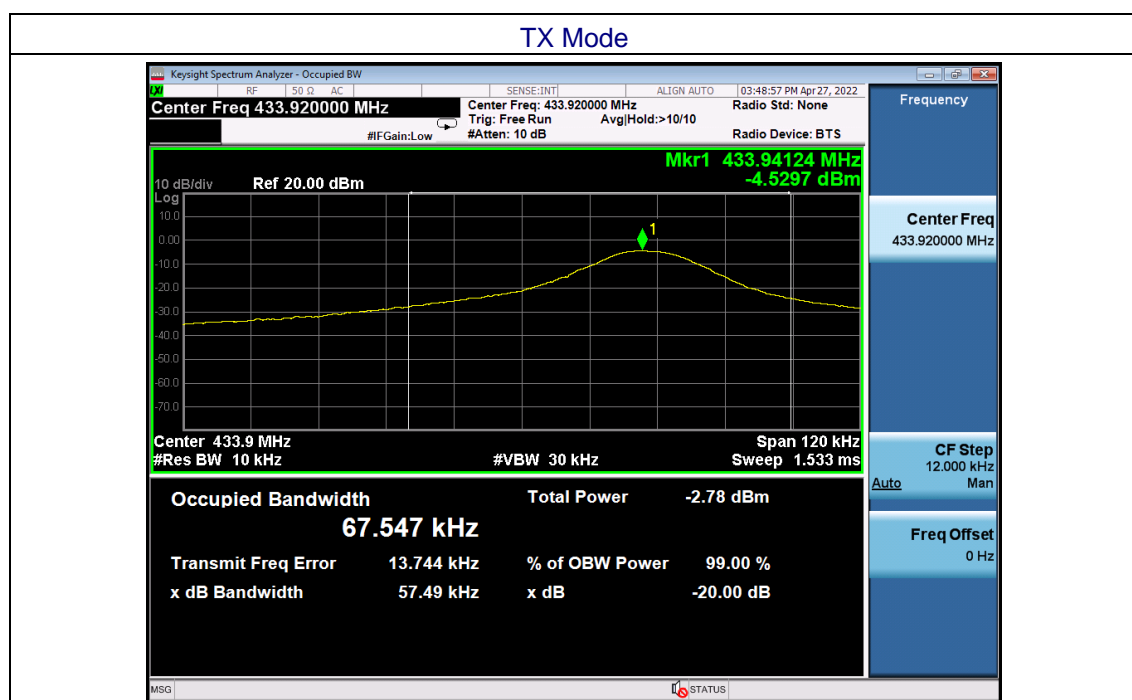 TX Mode
Keysight Spectrum Analyzer - Occupied BW
LXI RF 50 Ω AC SENSE:INT ALIGN AUTO 03:48:57 PM Apr 27, 2022
Center Freq 433.920000 MHz
Center Freq: 433.920000 MHz Radio Std: None
Trig: Free Run Avg|Hold:>10/10
#IFGain:Low #Atten: 10 dB Radio Device: BTS
Mkr1 433.94124 MHz
-4.5297 dBm
10 dB/div Ref 20.00 dBm
Log
10.0
0.00
-10.0
-20.0
-30.0
-40.0
-50.0
-60.0
-70.0
1
Center 433.9 MHz Span 120 kHz
#Res BW 10 kHz #VBW 30 kHz Sweep 1.533 ms
Occupied Bandwidth Total Power -2.78 dBm
67.547 kHz
Transmit Freq Error 13.744 kHz % of OBW Power 99.00 %
x dB Bandwidth 57.49 kHz x dB -20.00 dB
MSG STATUS
Frequency
Center Freq
433.920000 MHz
CF Step
12.000 kHz
Auto Man
Freq Offset
0 Hz